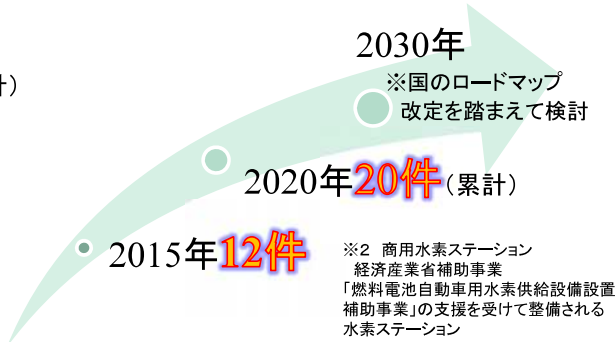 2030年
※国のロードマップ
改定を踏まえて検討
計）
2020年20件（累計）
2015年12件
※2 商用水素ステーション
経済産業省補助事業
「燃料電池自動車用水素供給設備設置
補助事業」の支援を受けて整備される
水素ステーション